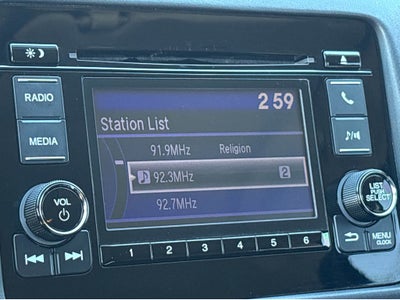 RADIO
MEDIA
VOL
2 59
Station List
91.9MHz Religion
92.3MHz 2
92.7MHz
LIST
PUSH
SELECT
MENU
CLOCK
1 2 3 4 5 6